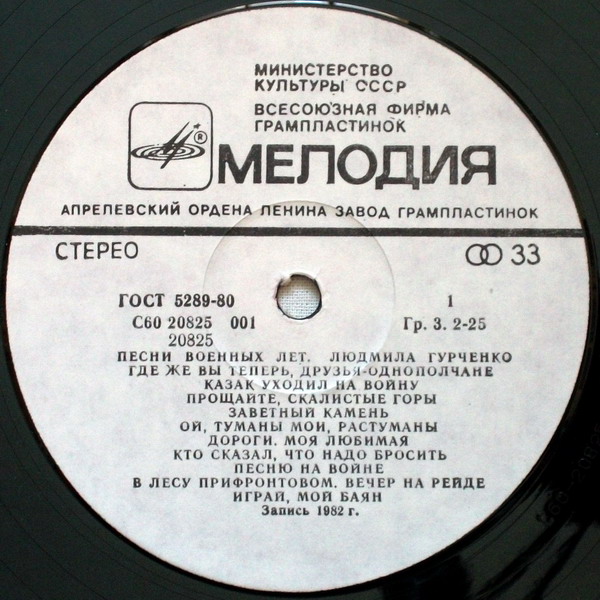 МИНИСТЕРСТВО
КУЛЬТУРЫ СССР
ВСЕСОЮЗНАЯ ФИРМА
ГРАМПЛАСТИНОК
®
МЕЛОДИЯ
АПРЕЛЕВСКИЙ ОРДЕНА ЛЕНИНА ЗАВОД ГРАМПЛАСТИНОК
СТЕРЕО 33
ГОСТ 5289-80 1
С60 20825 001 Гр. 3. 2-25
20825
ПЕСНИ ВОЕННЫХ ЛЕТ. ЛЮДМИЛА ГУРЧЕНКО
ГДЕ ЖЕ ВЫ ТЕПЕРЬ, ДРУЗЬЯ-ОДНОПОЛЧАНЕ
КАЗАК УХОДИЛ НА ВОЙНУ
ПРОЩАЙТЕ, СКАЛИСТЫЕ ГОРЫ
ЗАВЕТНЫЙ КАМЕНЬ
ОЙ, ТУМАНЫ МОИ, РАСТУМАНЫ
ДОРОГИ. МОЯ ЛЮБИМАЯ
КТО СКАЗАЛ, ЧТО НАДО БРОСИТЬ
ПЕСНЮ НА ВОЙНЕ
В ЛЕСУ ПРИФРОНТОВОМ. ВЕЧЕР НА РЕЙДЕ
ИГРАЙ, МОЙ БАЯН
Запись 1982 г.